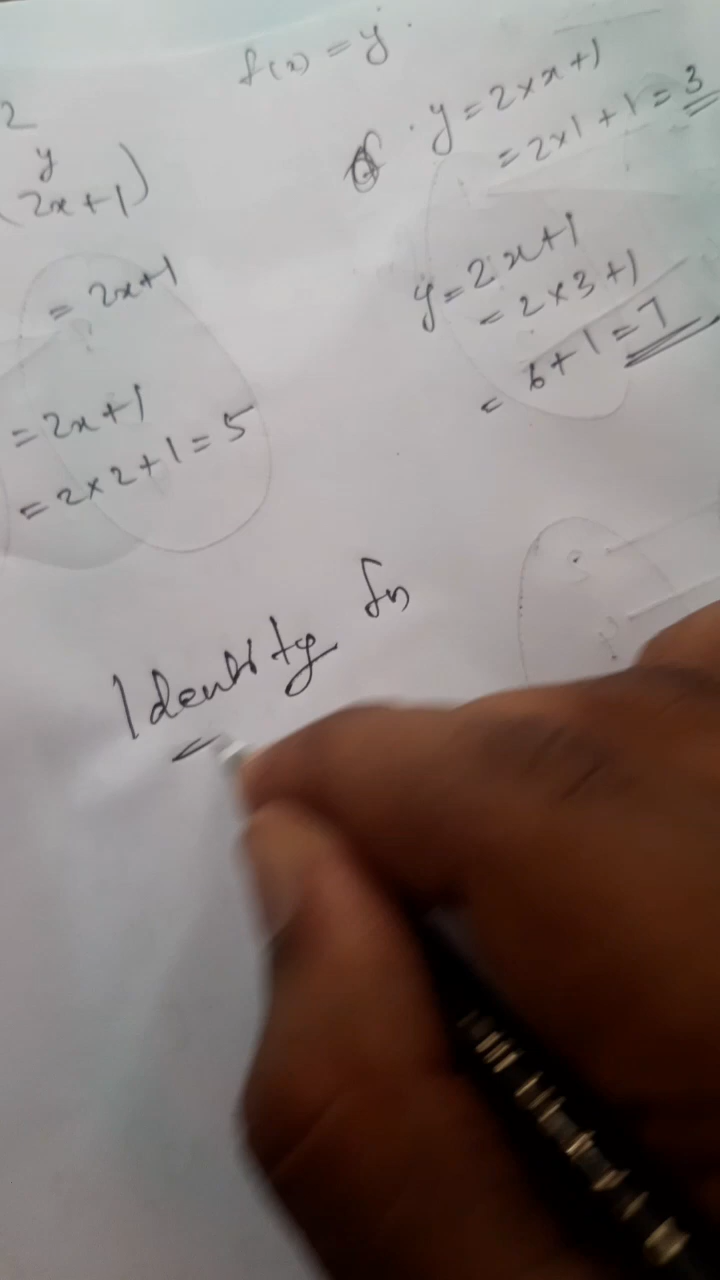 f(x) = y
2
y
(2x+1)
y = 2×x+1
= 2×1+1 = 3
= 2x+1
y = 2x+1
= 2×3+1
= 6+1 = 7
= 2x+1
= 2×2+1 = 5
Identity fn